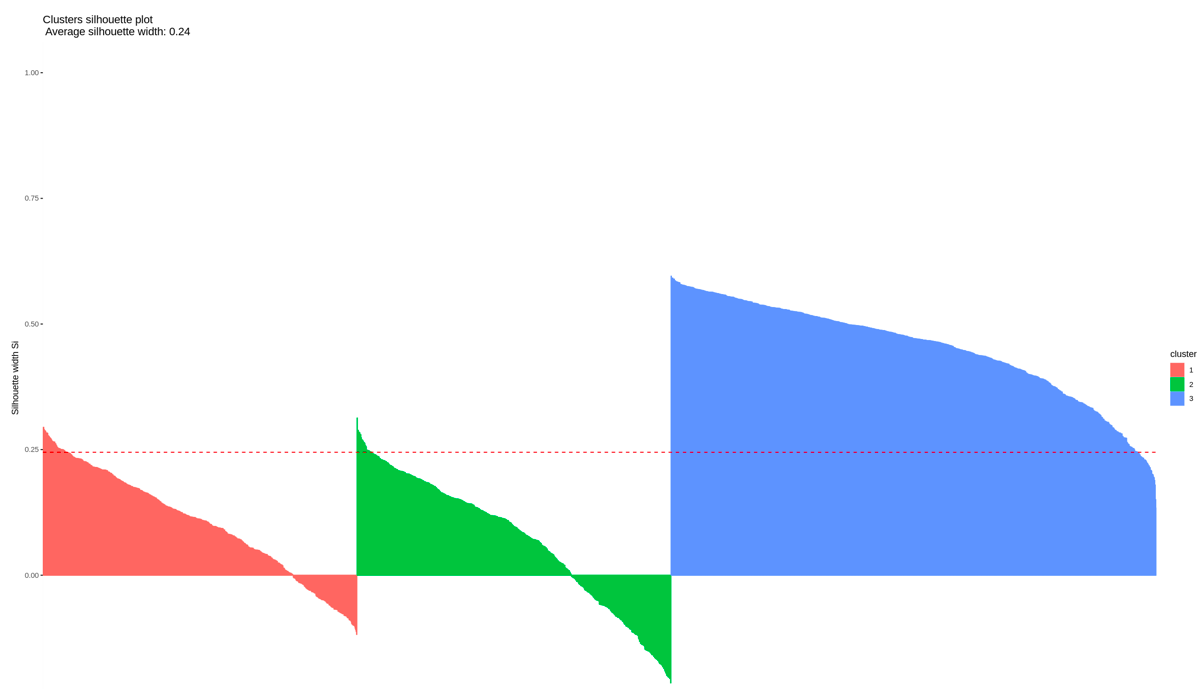 Clusters silhouette plot
Average silhouette width: 0.24
1.00
0.75
0.50
0.25
0.00
Silhouette width Si
cluster
1
2
3